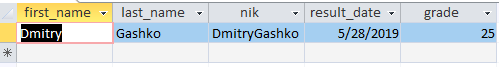 first_name last_name nik result_date grade
Dmitry Gashko DmitryGashko 5/28/2019 25
*